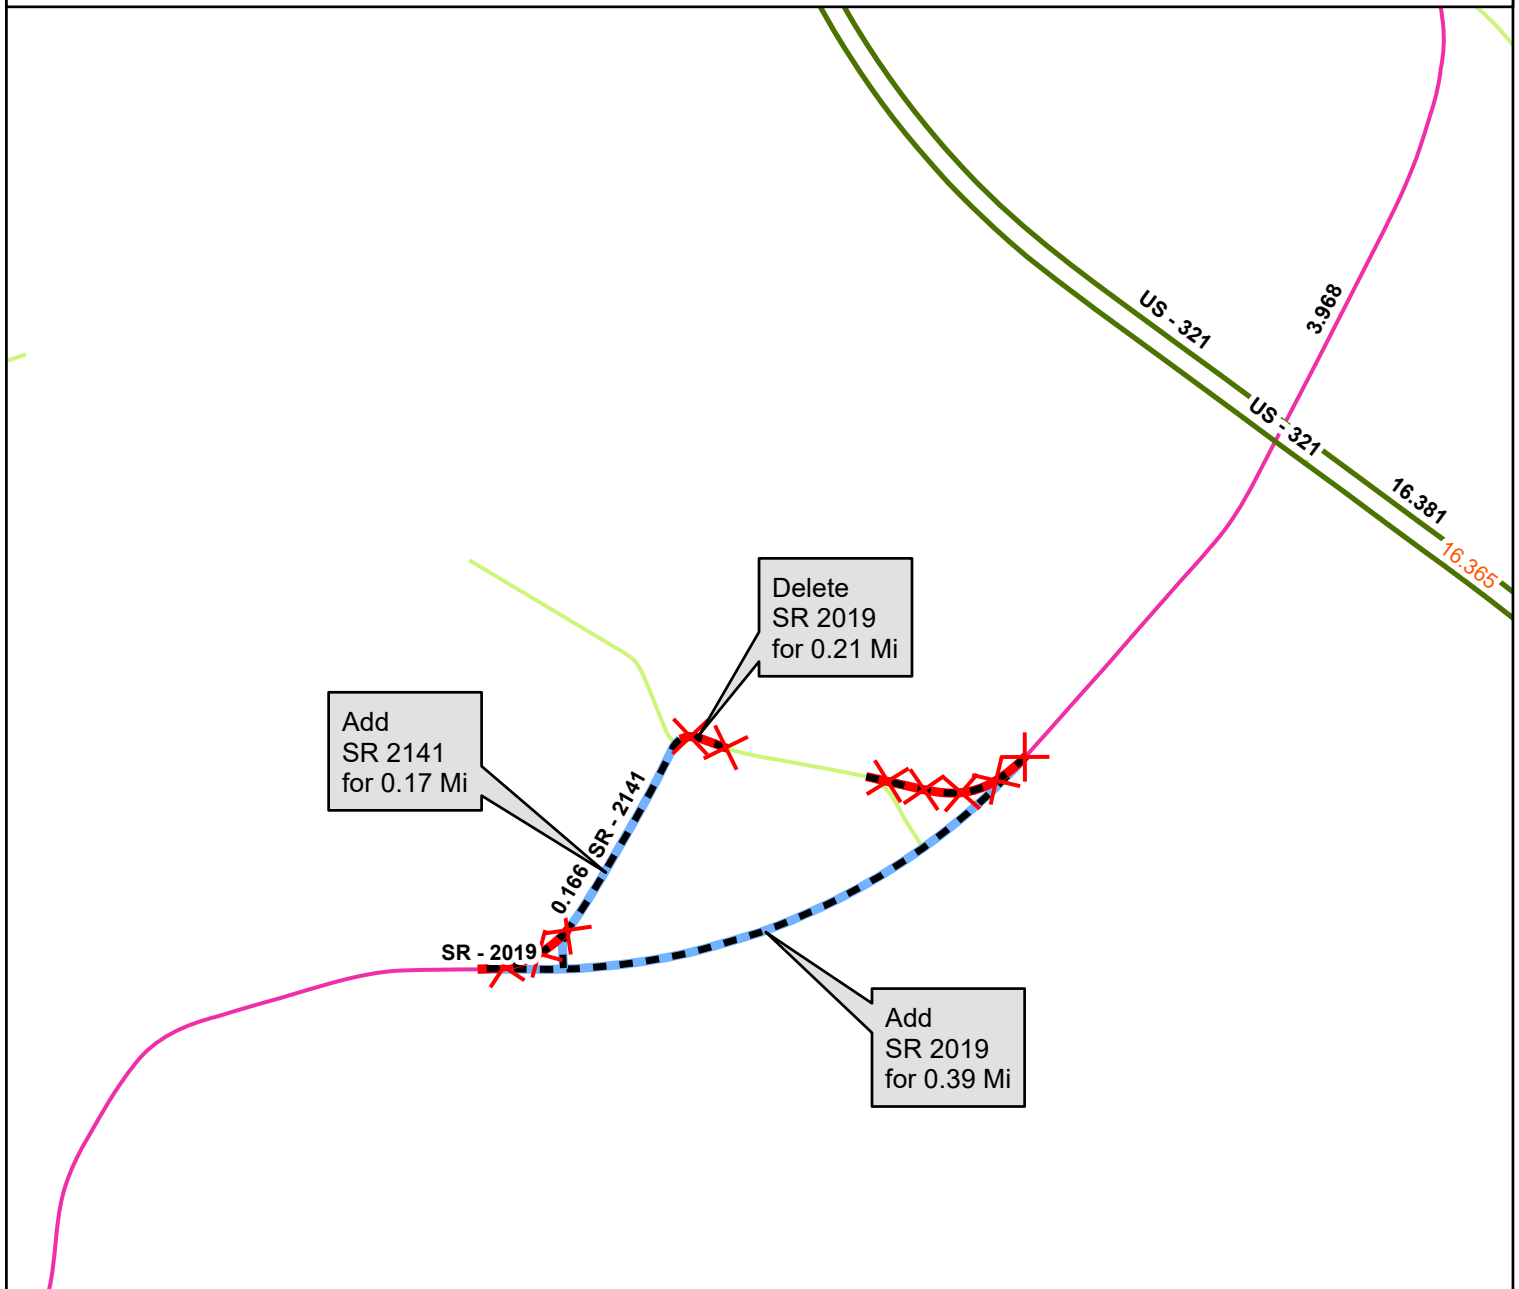 US - 321
3.968
US - 321
16.381
16.365
Delete
SR 2019
for 0.21 Mi
Add
SR 2141
for 0.17 Mi
SR - 2141
0.166
SR - 2019
Add
SR 2019
for 0.39 Mi